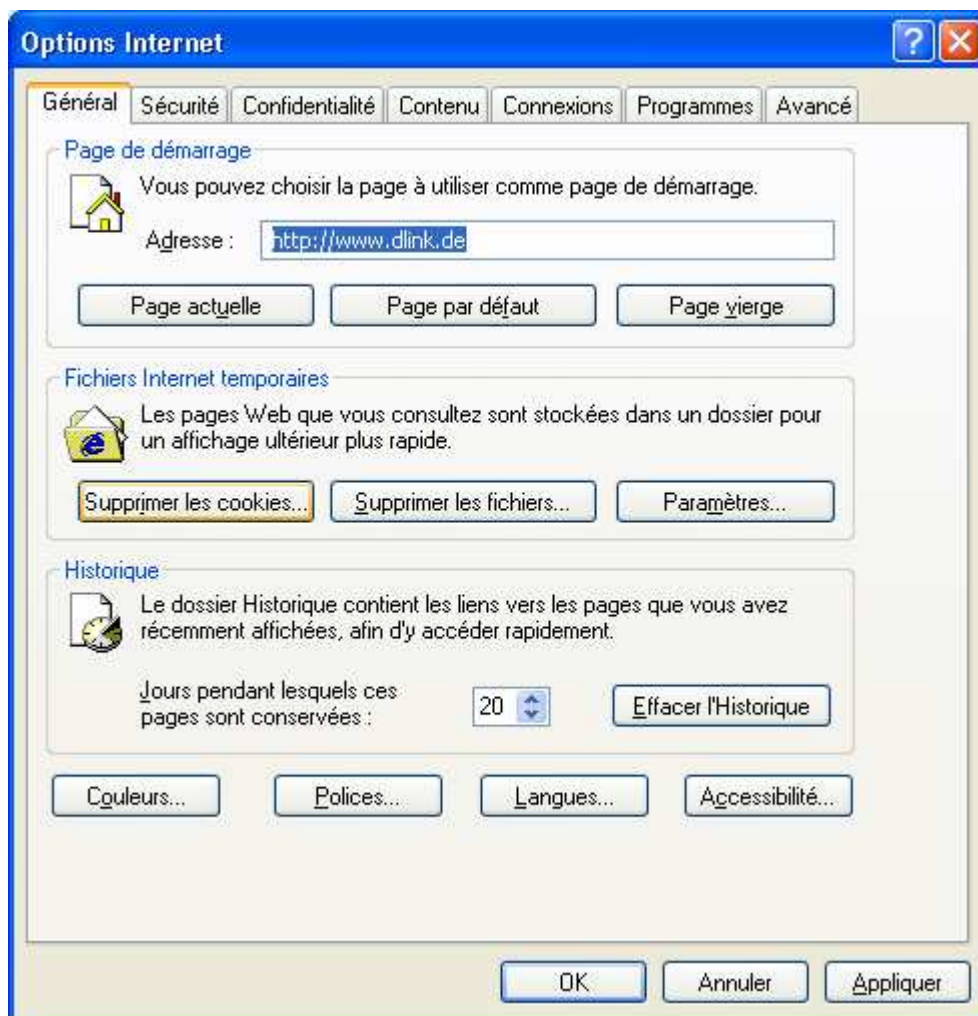 Options Internet
Général Sécurité Confidentialité Contenu Connexions Programmes Avancé
Page de démarrage
Vous pouvez choisir la page à utiliser comme page de démarrage.
Adresse : http://www.dlink.de
Page actuelle Page par défaut Page vierge
Fichiers Internet temporaires
Les pages Web que vous consultez sont stockées dans un dossier pour
un affichage ultérieur plus rapide.
Supprimer les cookies... Supprimer les fichiers... Paramètres...
Historique
Le dossier Historique contient les liens vers les pages que vous avez
récemment affichées, afin d'y accéder rapidement.
Jours pendant lesquels ces
pages sont conservées : 20 Effacer l'Historique
Couleurs... Polices... Langues... Accessibilité...
OK Annuler Appliquer